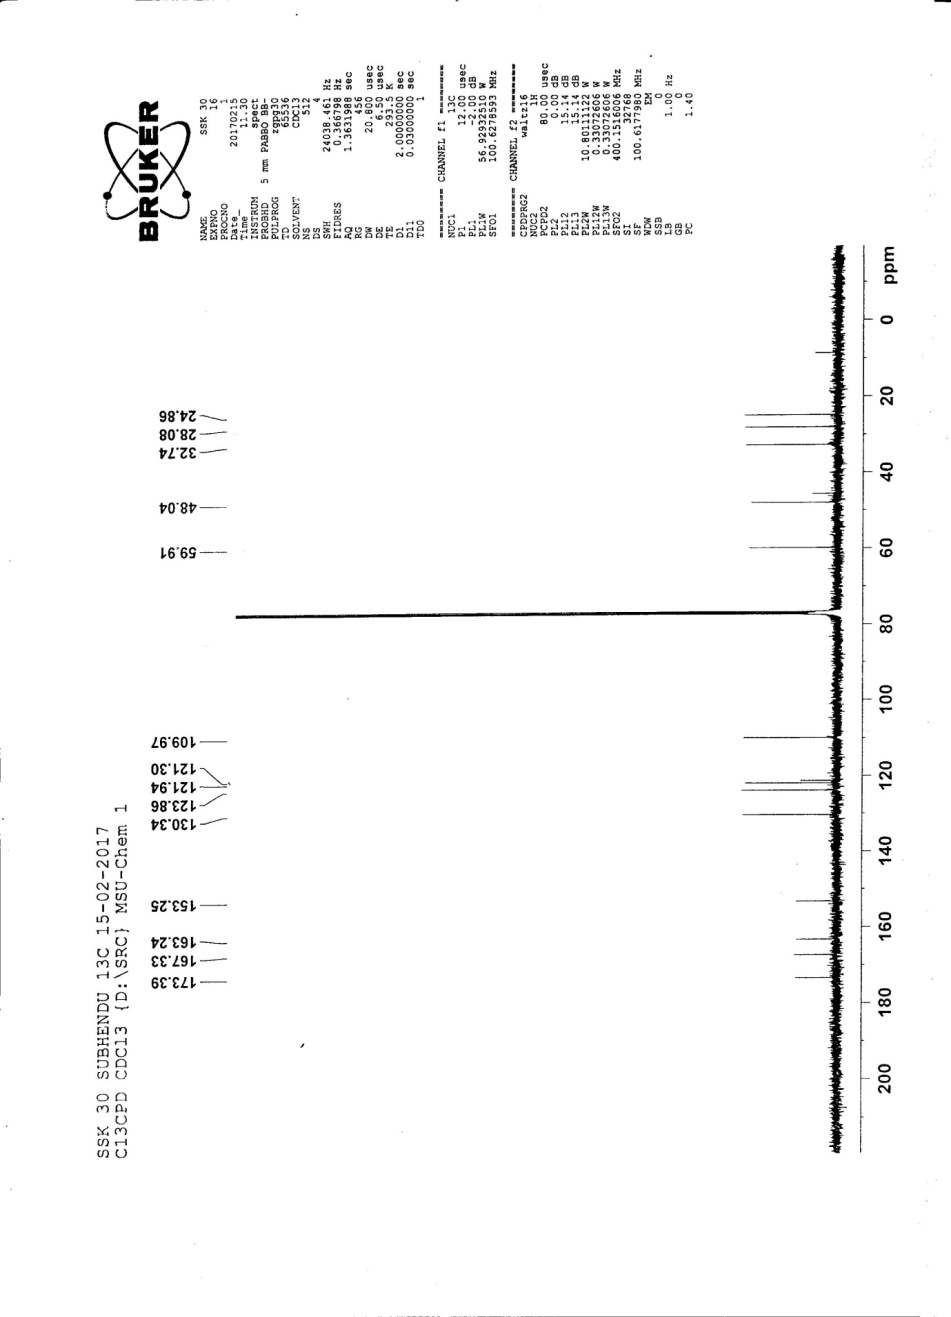 SSK 30 SUBHENDU 13C 15-02-2017
C13CPD CDCl3 {D:\SRC} MSU-Chem 1
BRUKER
NAME SSK 30
EXPNO 16
PROCNO 1
Date_ 20170215
Time 11.30
INSTRUM spect
PROBHD 5 mm PABBO BB-
PULPROG zgpg30
TD 65536
SOLVENT CDCl3
NS 512
DS 4
SWH 24038.461 Hz
FIDRES 0.366798 Hz
AQ 1.3631988 sec
RG 456
DW 20.800 usec
DE 6.50 usec
TE 293.5 K
D1 2.00000000 sec
D11 0.03000000 sec
TD0 1
======== CHANNEL f1 ========
NUC1 13C
P1 12.00 usec
PL1 -2.00 dB
PL1W 56.92932510 W
SFO1 100.6278593 MHz
======== CHANNEL f2 ========
CPDPRG2 waltz16
NUC2 1H
PCPD2 80.00 usec
PL2 0.00 dB
PL12 15.14 dB
PL13 15.14 dB
PL2W 10.80111122 W
PL12W 0.33072606 W
PL13W 0.33072606 W
SFO2 400.1516006 MHz
SI 32768
SF 100.6177980 MHz
WDW EM
SSB 0
LB 1.00 Hz
GB 0
PC 1.40
173.39
167.33
163.24
153.25
130.34
123.86
121.94
121.30
109.97
59.91
48.04
32.74
28.08
24.86
200 180 160 140 120 100 80 60 40 20 0 ppm